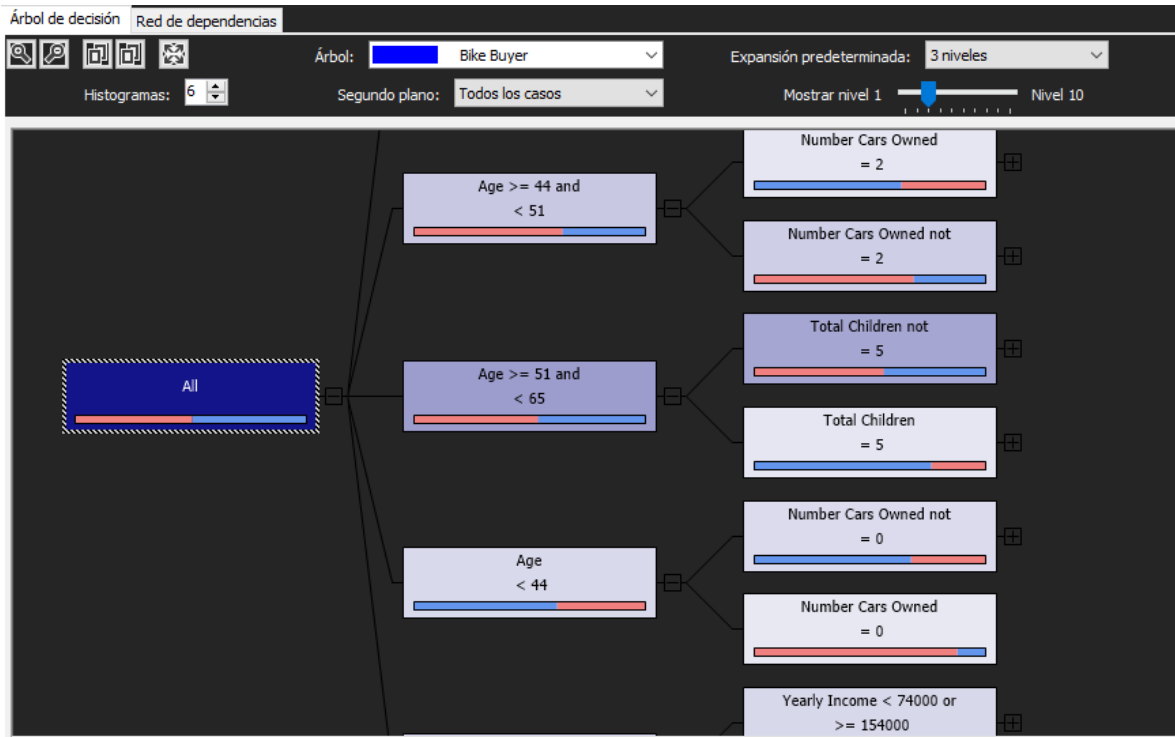 Árbol de decisión Red de dependencias
Árbol: Bike Buyer Expansión predeterminada: 3 niveles
Histogramas: 6 Segundo plano: Todos los casos Mostrar nivel 1 Nivel 10
Number Cars Owned
= 2
Age >= 44 and
< 51
Number Cars Owned not
= 2
Total Children not
= 5
All
Age >= 51 and
< 65
Total Children
= 5
Number Cars Owned not
= 0
Age
< 44
Number Cars Owned
= 0
Yearly Income < 74000 or
>= 154000